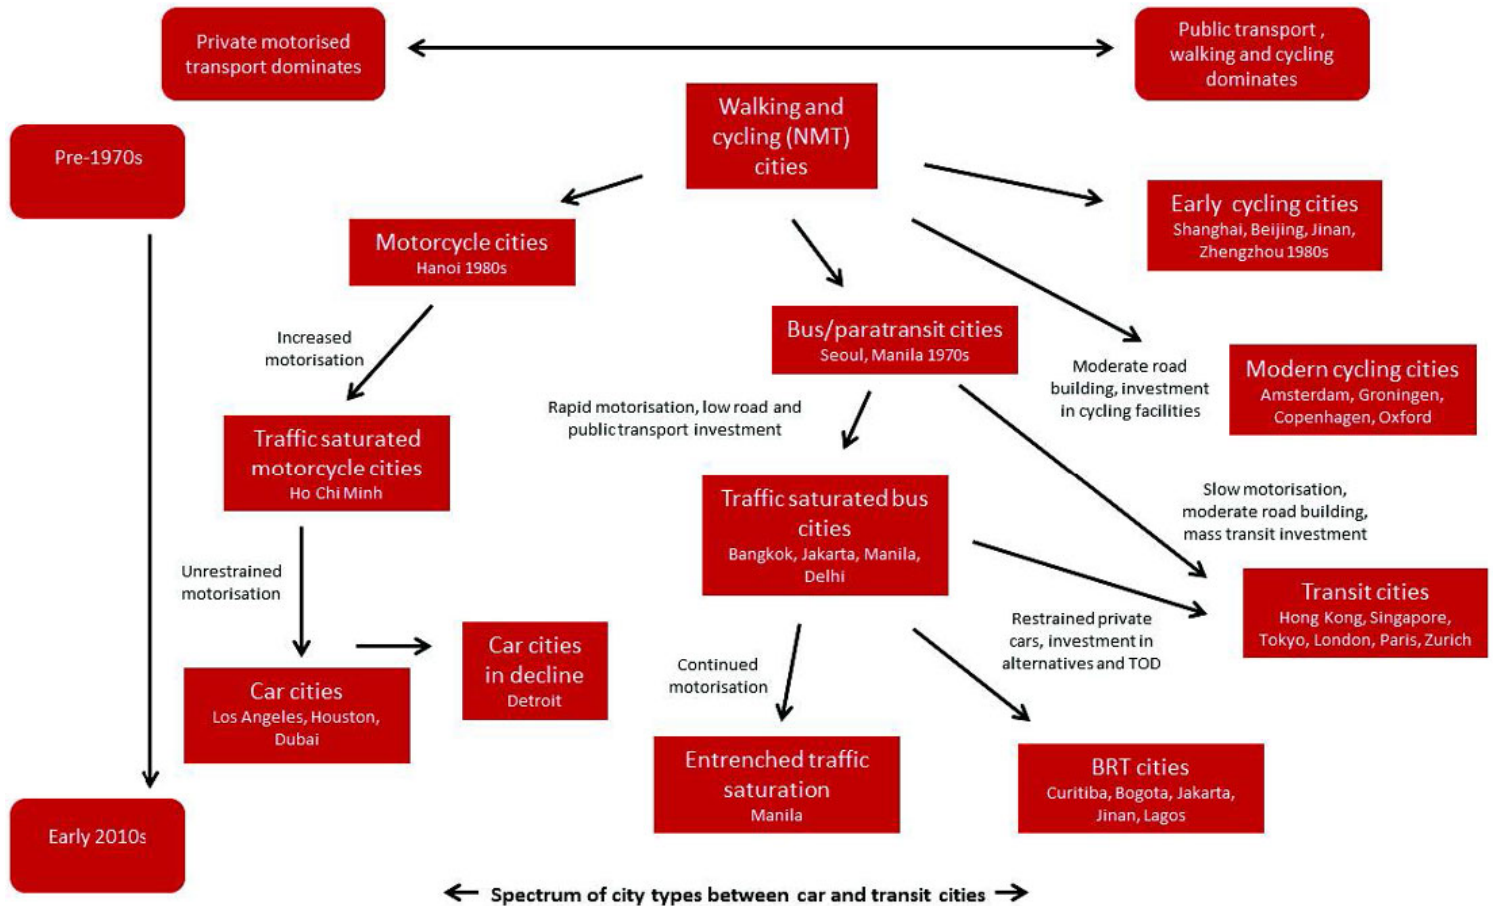 Private motorised
transport dominates
Public transport ,
walking and cycling
dominates
Walking and
cycling (NMT)
cities
Pre-1970s
Early cycling cities
Shanghai, Beijing, Jinan,
Zhengzhou 1980s
Motorcycle cities
Hanoi 1980s
Bus/paratransit cities
Seoul, Manila 1970s
Increased
motorisation
Moderate road
building, investment
in cycling facilities
Modern cycling cities
Amsterdam, Groningen,
Copenhagen, Oxford
Rapid motorisation, low road and
public transport investment
Traffic saturated
motorcycle cities
Ho Chi Minh
Traffic saturated bus
cities
Bangkok, Jakarta, Manila,
Delhi
Slow motorisation,
moderate road building,
mass transit investment
Unrestrained
motorisation
Transit cities
Hong Kong, Singapore,
Tokyo, London, Paris, Zurich
Restrained private
cars, investment in
alternatives and TOD
Car cities
in decline
Detroit
Continued
motorisation
Car cities
Los Angeles, Houston,
Dubai
Entrenched traffic
saturation
Manila
BRT cities
Curitiba, Bogota, Jakarta,
Jinan, Lagos
Early 2010s
Spectrum of city types between car and transit cities